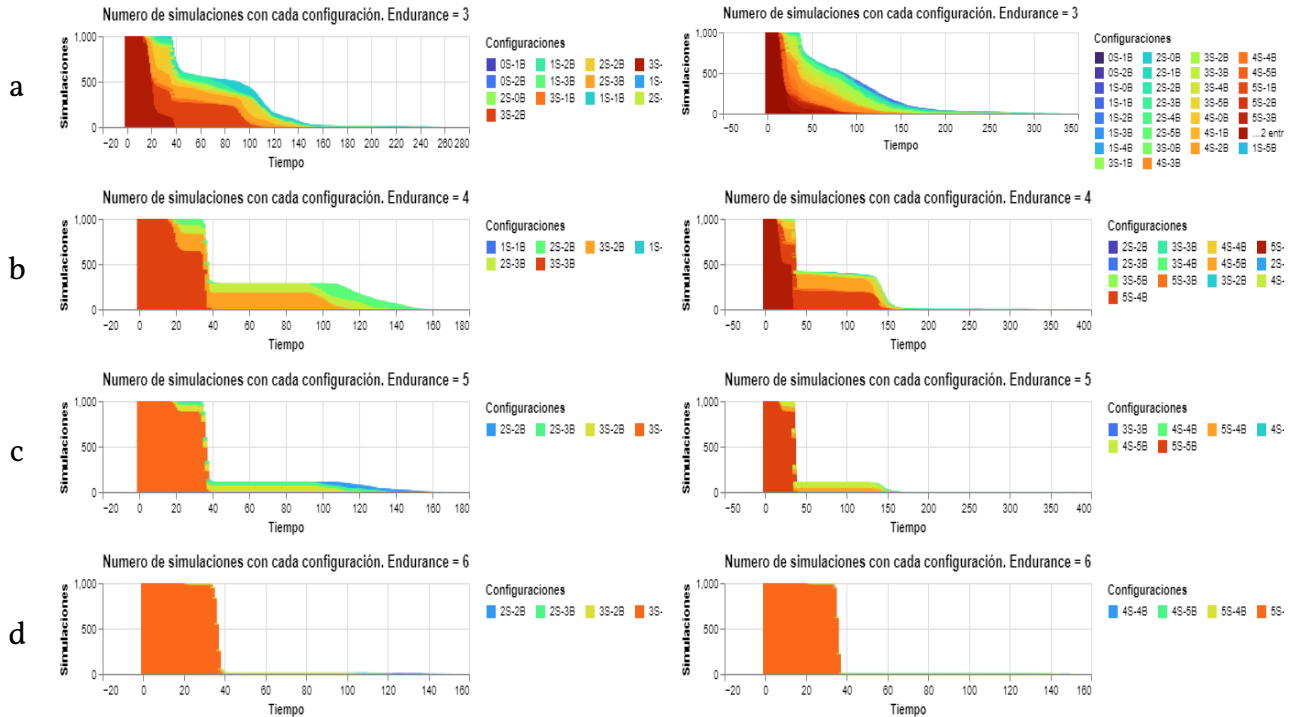 a
Numero de simulaciones con cada configuración. Endurance = 3
Simulaciones
1,000
500
0
−20 0 20 40 60 80 100 120 140 160 180 200 220 240 260 280
Tiempo
Configuraciones
0S-1B 1S-2B 2S-2B 3S-
0S-2B 1S-3B 2S-3B 1S-
2S-0B 3S-1B 1S-1B 2S-
3S-2B
Numero de simulaciones con cada configuración. Endurance = 3
Simulaciones
1,000
500
0
−50 0 50 100 150 200 250 300 350
Tiempo
Configuraciones
0S-1B 2S-0B 3S-2B 4S-4B
0S-2B 2S-1B 3S-3B 4S-5B
1S-0B 2S-2B 3S-4B 5S-1B
1S-1B 2S-3B 3S-5B 5S-2B
1S-2B 2S-4B 4S-0B 5S-3B
1S-3B 2S-5B 4S-1B ...2 entr
1S-4B 3S-0B 4S-2B 1S-5B
3S-1B 4S-3B
b
Numero de simulaciones con cada configuración. Endurance = 4
Simulaciones
1,000
500
0
−20 0 20 40 60 80 100 120 140 160 180
Tiempo
Configuraciones
1S-1B 2S-2B 3S-2B 1S-
2S-3B 3S-3B
Numero de simulaciones con cada configuración. Endurance = 4
Simulaciones
1,000
500
0
−50 0 50 100 150 200 250 300 350 400
Tiempo
Configuraciones
2S-2B 3S-3B 4S-4B 5S-
2S-3B 3S-4B 4S-5B 2S-
3S-5B 5S-3B 3S-2B 4S-
5S-4B
c
Numero de simulaciones con cada configuración. Endurance = 5
Simulaciones
1,000
500
0
−20 0 20 40 60 80 100 120 140 160 180
Tiempo
Configuraciones
2S-2B 2S-3B 3S-2B 3S-
Numero de simulaciones con cada configuración. Endurance = 5
Simulaciones
1,000
500
0
−50 0 50 100 150 200 250 300 350 400
Tiempo
Configuraciones
3S-3B 4S-4B 5S-4B 4S-
4S-5B 5S-5B
d
Numero de simulaciones con cada configuración. Endurance = 6
Simulaciones
1,000
500
0
−20 0 20 40 60 80 100 120 140 160
Tiempo
Configuraciones
2S-2B 2S-3B 3S-2B 3S-
Numero de simulaciones con cada configuración. Endurance = 6
Simulaciones
1,000
500
0
−20 0 20 40 60 80 100 120 140 160
Tiempo
Configuraciones
4S-4B 4S-5B 5S-4B 5S-